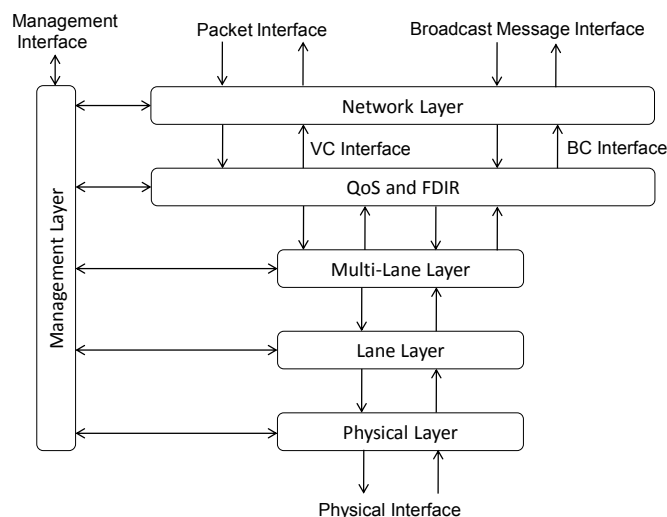 Management
Interface
Packet Interface
Broadcast Message Interface
Network Layer
VC Interface
BC Interface
QoS and FDIR
Management Layer
Multi-Lane Layer
Lane Layer
Physical Layer
Physical Interface